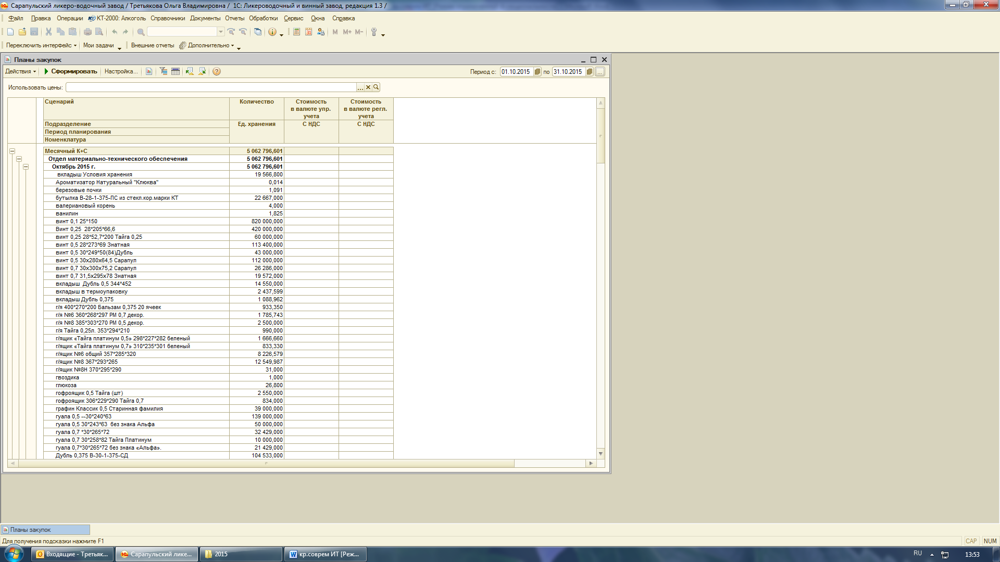 Сарапульский ликеро-водочный завод / Третьякова Ольга Владимировна / 1С: Ликероводочный и винный завод, редакция 1.3 /
Файл Правка Операции КТ-2000: Алкоголь Справочники Документы Отчеты Обработки Сервис Окна Справка
М М+ М-
Переключить интерфейс Мои задачи Внешние отчеты Дополнительно
Планы закупок
Действия Сформировать Настройка... Период с: 01.10.2015 по 31.10.2015 ...
Использовать цены: ...
Сценарий Количество Стоимость в валюте упр. учета Стоимость в валюте регл. учета
Подразделение Ед. хранения С НДС С НДС
Период планирования
Номенклатура
Месячный К+С 5 062 796,601
Отдел материально-технического обеспечения 5 062 796,601
Октябрь 2015 г. 5 062 796,601
вкладыш Условия хранения 19 566,800
Ароматизатор Натуральный "Клюква" 0,014
березовые почки 1,091
бутылка В-28-1-375-ПС из стекл.кор.марки КТ 22 667,000
валериановый корень 4,000
ванилин 1,825
винт 0,1 25*150 820 000,000
Винт 0,25 28*205*66,6 420 000,000
винт 0,25 28*52,7*200 Тайга 0,25 60 000,000
винт 0,5 28*273*69 Знатная 113 400,000
винт 0,5 30*249*50(84)Дубль 43 000,000
винт 0,5 30х280х64,5 Сарапул 112 000,000
винт 0,7 30х300х75,2 Сарапул 26 286,000
винт 0,7 31,5х295х78 Знатная 19 572,000
вкладыш Дубль 0,5 344*452 14 550,000
вкладыш в термоупаковку 2 437,599
вкладыш Дубль 0,375 1 088,962
г/я 400*270*200 Бальзам 0,375 20 ячеек 933,350
г/я №6 360*268*297 РМ 0,7 декор. 1 785,743
г/я №8 385*303*270 РМ 0,5 декор. 2 500,000
г/я Тайга 0,25л. 353*294*210 990,000
г/ящик «Тайга платинум 0,5» 298*227*282 беленый 1 666,660
г/ящик «Тайга платинум 0,7» 310*235*301 беленый 833,330
г/ящик №6 общий 357*285*320 8 226,579
г/ящик №8 367*293*265 12 549,987
г/ящик №8Н 370*295*290 31,000
гвоздика 1,000
глюкоза 26,800
гофроящик 0,5 Тайга (шт) 2 550,000
гофроящик 306*229*290 Тайга 0,7 834,000
графин Классик 0,5 Старинная фамилия 39 000,000
гуала 0,5 --30*240*63 139 000,000
гуала 0,5 30*243*63 без знака Альфа 50 000,000
гуала 0,7 *30*265*72 32 429,000
гуала 0,7 30*258*82 Тайга Платинум 10 000,000
гуала 0,7*30*265*72 без знака «Альфа». 21 429,000
Дубль 0,375 В-30-1-375-СД 104 533,000
Планы закупок
Для получения подсказки нажмите F1 CAP NUM
Входящие - Третьяк... Сарапульский лике... 2015 кр.соврем ИТ [Реж... RU 13:53